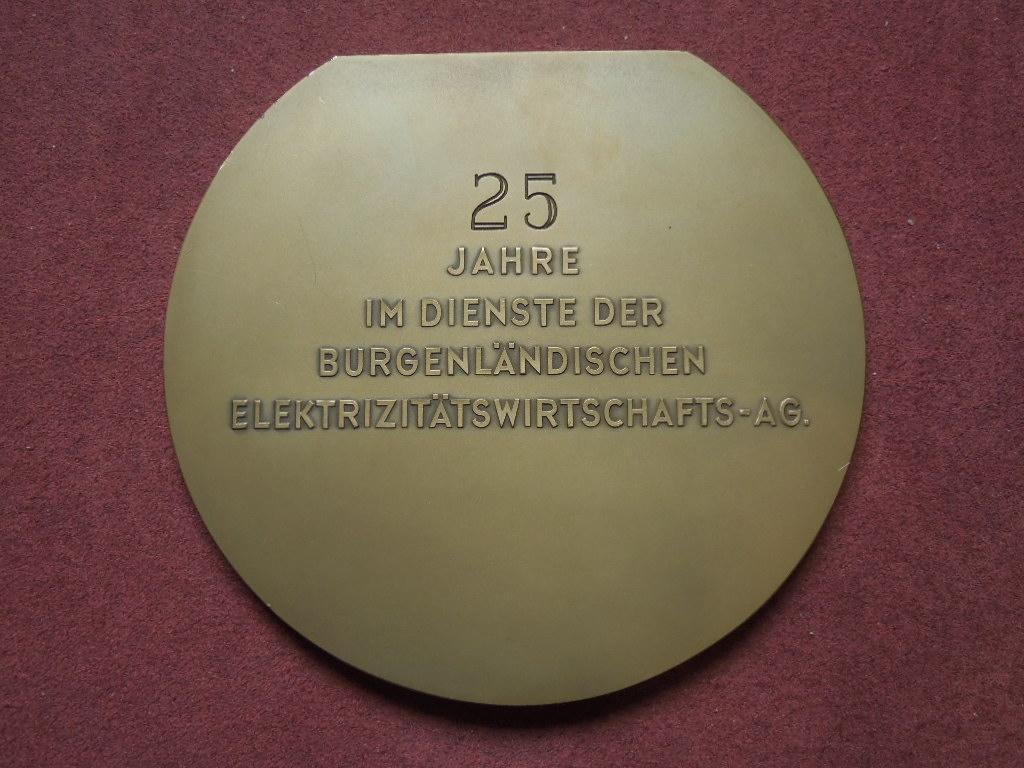 25
JAHRE
IM DIENSTE DER
BURGENLÄNDISCHEN
ELEKTRIZITÄTSWIRTSCHAFTS-AG.